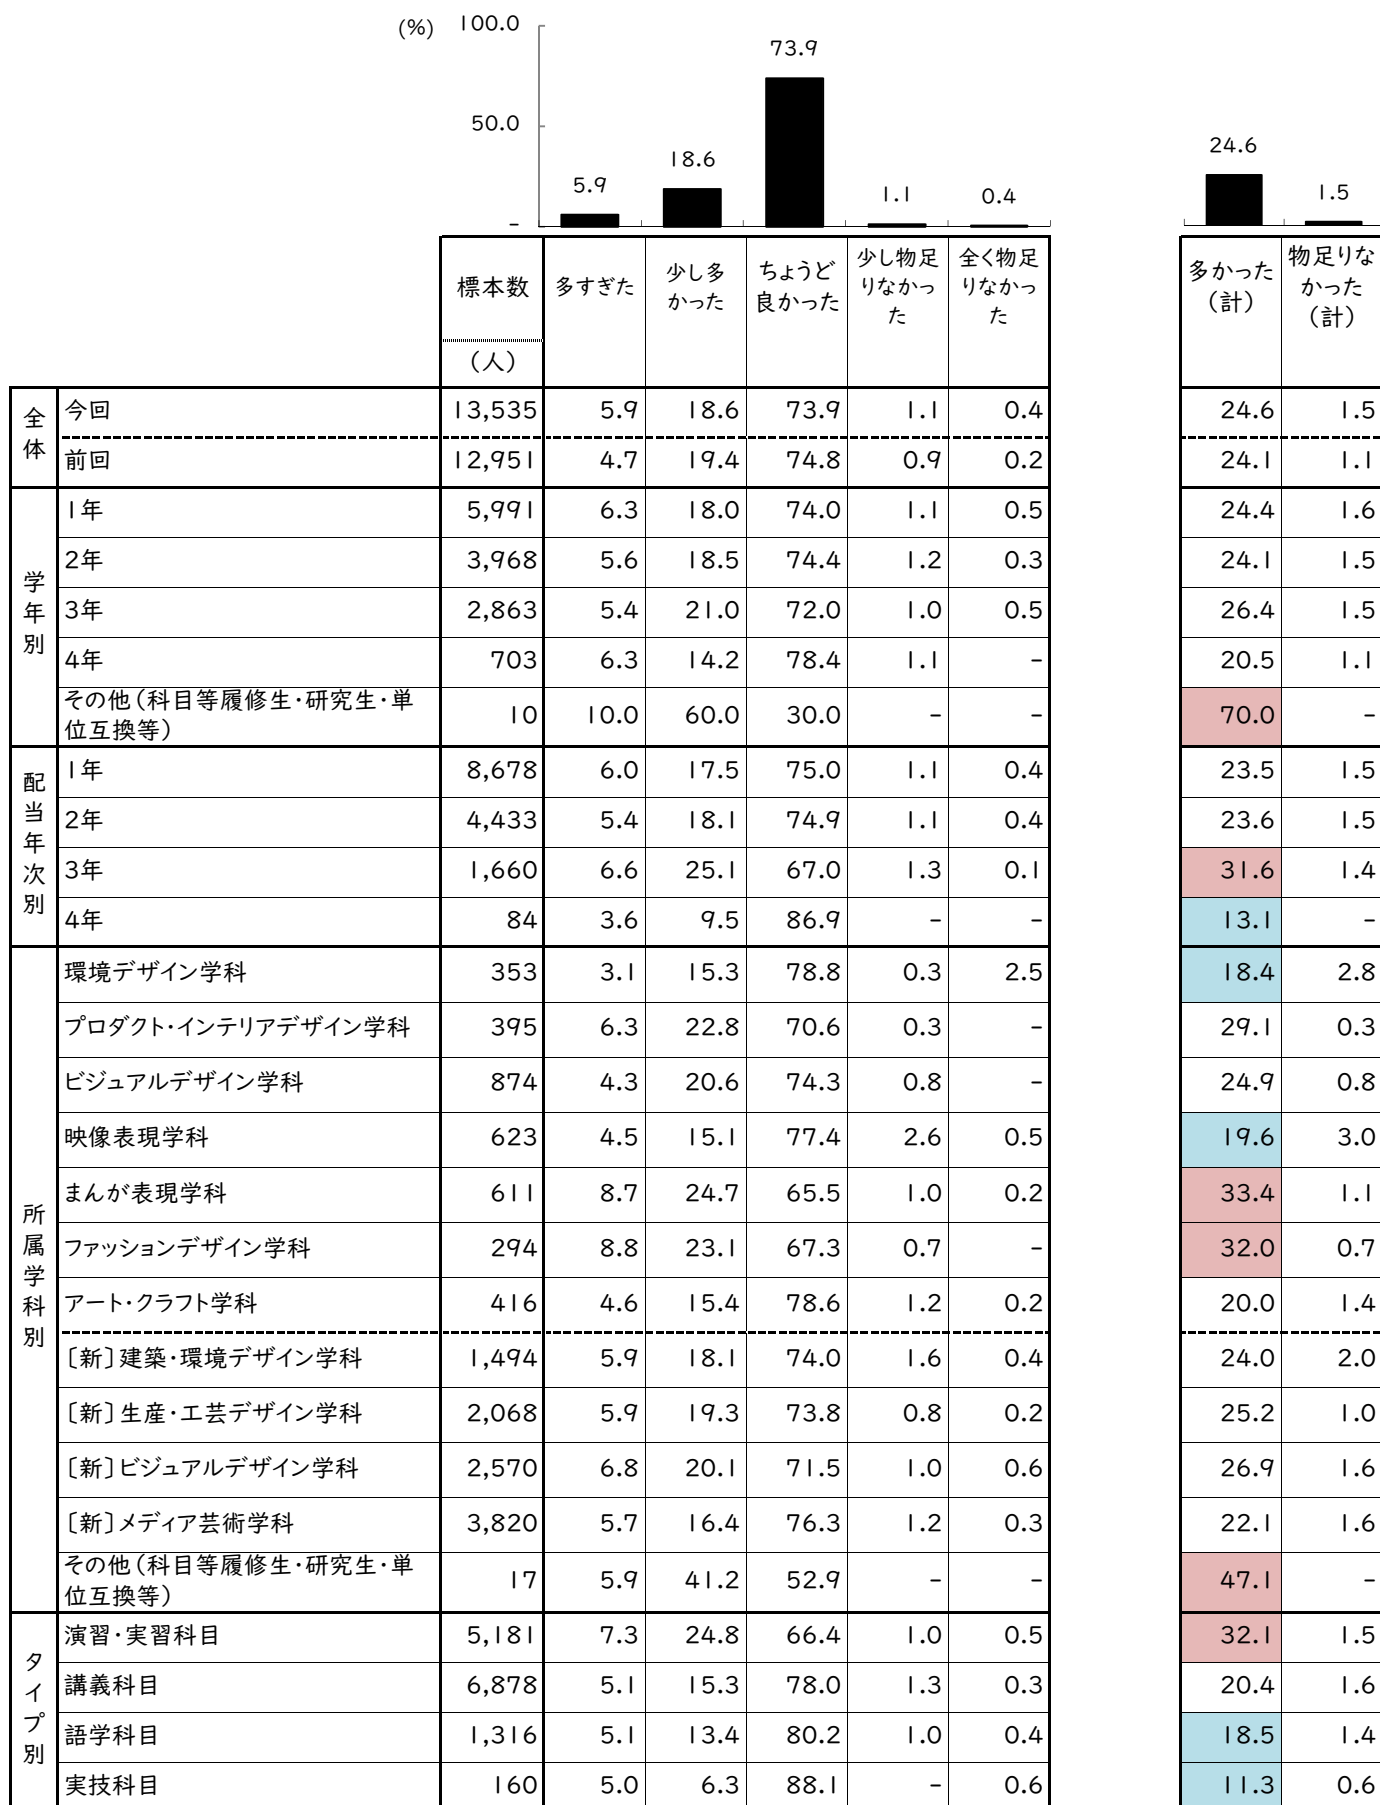 (%) 100.0
50.0
-
5.9 18.6 73.9 1.1 0.4 24.6 1.5
標本数 多すぎた 少し多かった ちょうど良かった 少し物足りなかった 全く物足りなかった 多かった(計) 物足りなかった(計)
(人)
全体
今回 13,535 5.9 18.6 73.9 1.1 0.4 24.6 1.5
前回 12,951 4.7 19.4 74.8 0.9 0.2 24.1 1.1
学年別
1年 5,991 6.3 18.0 74.0 1.1 0.5 24.4 1.6
2年 3,968 5.6 18.5 74.4 1.2 0.3 24.1 1.5
3年 2,863 5.4 21.0 72.0 1.0 0.5 26.4 1.5
4年 703 6.3 14.2 78.4 1.1 - 20.5 1.1
その他(科目等履修生・研究生・単位互換等) 10 10.0 60.0 30.0 - - 70.0 -
配当年次別
1年 8,678 6.0 17.5 75.0 1.1 0.4 23.5 1.5
2年 4,433 5.4 18.1 74.9 1.1 0.4 23.6 1.5
3年 1,660 6.6 25.1 67.0 1.3 0.1 31.6 1.4
4年 84 3.6 9.5 86.9 - - 13.1 -
所属学科別
環境デザイン学科 353 3.1 15.3 78.8 0.3 2.5 18.4 2.8
プロダクト・インテリアデザイン学科 395 6.3 22.8 70.6 0.3 - 29.1 0.3
ビジュアルデザイン学科 874 4.3 20.6 74.3 0.8 - 24.9 0.8
映像表現学科 623 4.5 15.1 77.4 2.6 0.5 19.6 3.0
まんが表現学科 611 8.7 24.7 65.5 1.0 0.2 33.4 1.1
ファッションデザイン学科 294 8.8 23.1 67.3 0.7 - 32.0 0.7
アート・クラフト学科 416 4.6 15.4 78.6 1.2 0.2 20.0 1.4
〔新〕建築・環境デザイン学科 1,494 5.9 18.1 74.0 1.6 0.4 24.0 2.0
〔新〕生産・工芸デザイン学科 2,068 5.9 19.3 73.8 0.8 0.2 25.2 1.0
〔新〕ビジュアルデザイン学科 2,570 6.8 20.1 71.5 1.0 0.6 26.9 1.6
〔新〕メディア芸術学科 3,820 5.7 16.4 76.3 1.2 0.3 22.1 1.6
その他(科目等履修生・研究生・単位互換等) 17 5.9 41.2 52.9 - - 47.1 -
タイプ別
演習・実習科目 5,181 7.3 24.8 66.4 1.0 0.5 32.1 1.5
講義科目 6,878 5.1 15.3 78.0 1.3 0.3 20.4 1.6
語学科目 1,316 5.1 13.4 80.2 1.0 0.4 18.5 1.4
実技科目 160 5.0 6.3 88.1 - 0.6 11.3 0.6